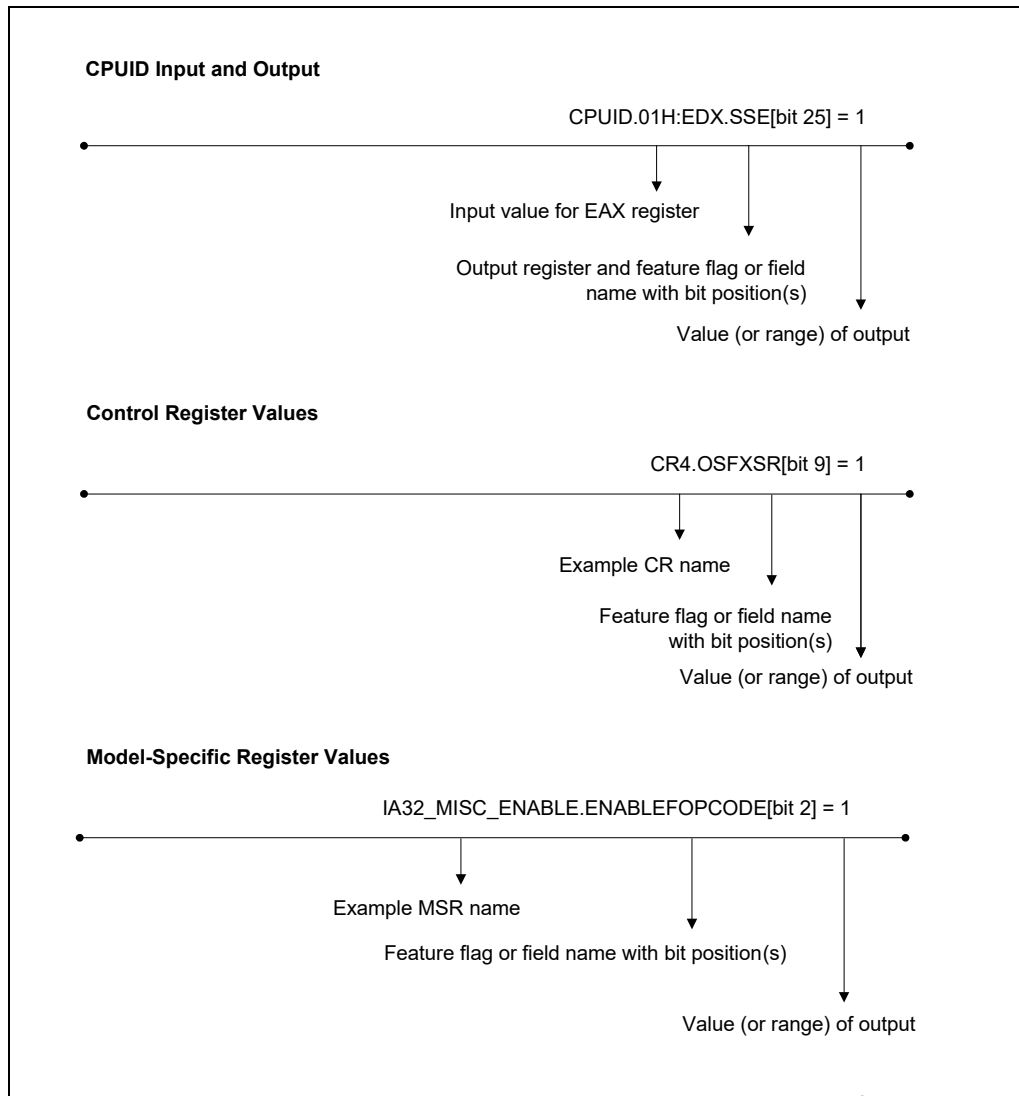 CPUID Input and Output
CPUID.01H:EDX.SSE[bit 25] = 1
Input value for EAX register
Output register and feature flag or field
name with bit position(s)
Value (or range) of output
Control Register Values
CR4.OSFXSR[bit 9] = 1
Example CR name
Feature flag or field name
with bit position(s)
Value (or range) of output
Model-Specific Register Values
IA32_MISC_ENABLE.ENABLEFOPCODE[bit 2] = 1
Example MSR name
Feature flag or field name with bit position(s)
Value (or range) of output